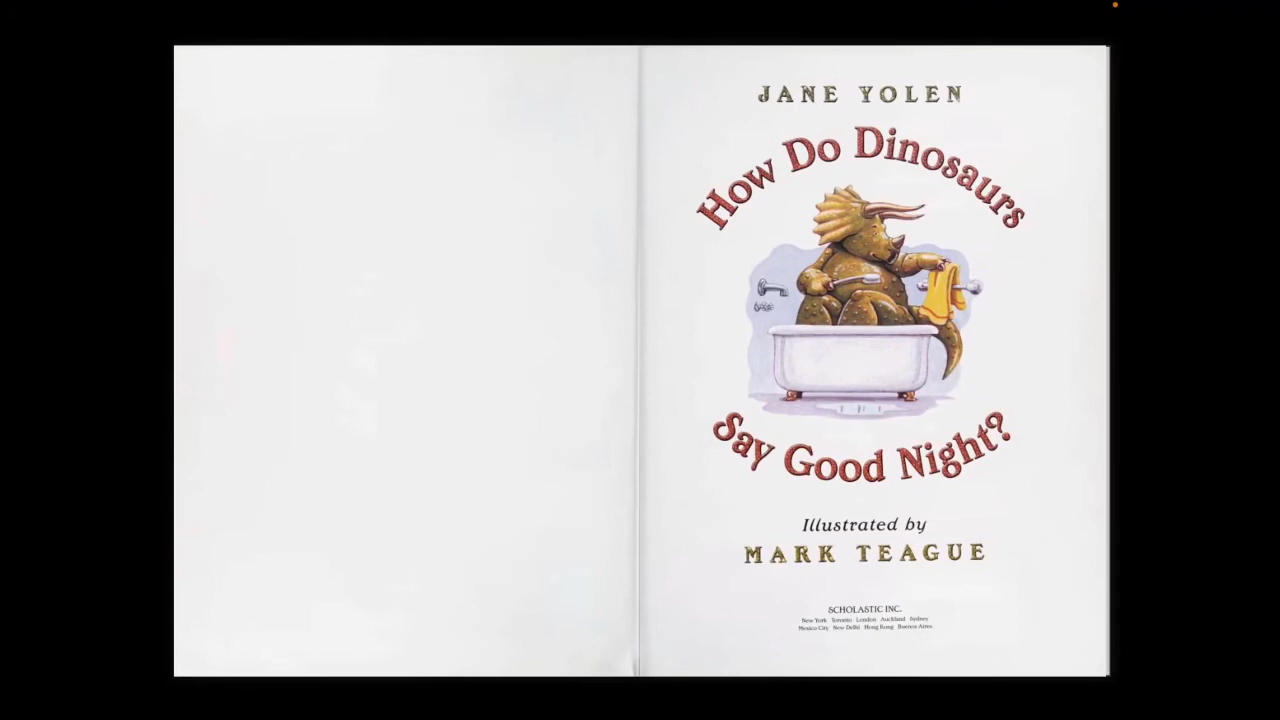 JANE YOLEN
How Do Dinosaurs
Say Good Night?
Illustrated by
MARK TEAGUE
SCHOLASTIC INC.
New York Toronto London Auckland Sydney
Mexico City New Delhi Hong Kong Buenos Aires